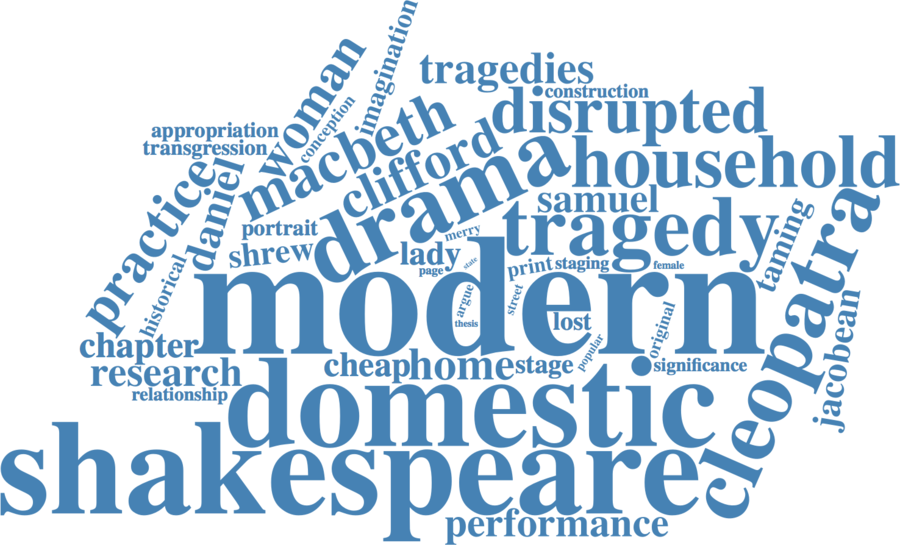 imagination
woman
tragedies
construction
conception
disrupted
macbeth
appropriation
transgression
clifford
household
drama
practice
daniel
samuel
portrait
tragedy
cleopatra
taming
merry
shrew
lady
state
page
print
staging
female
historical
modern
argue
street
thesis
lost
original
popular
jacobean
chapter
cheap
home
stage
significance
research
relationship
domestic
shakespeare
performance